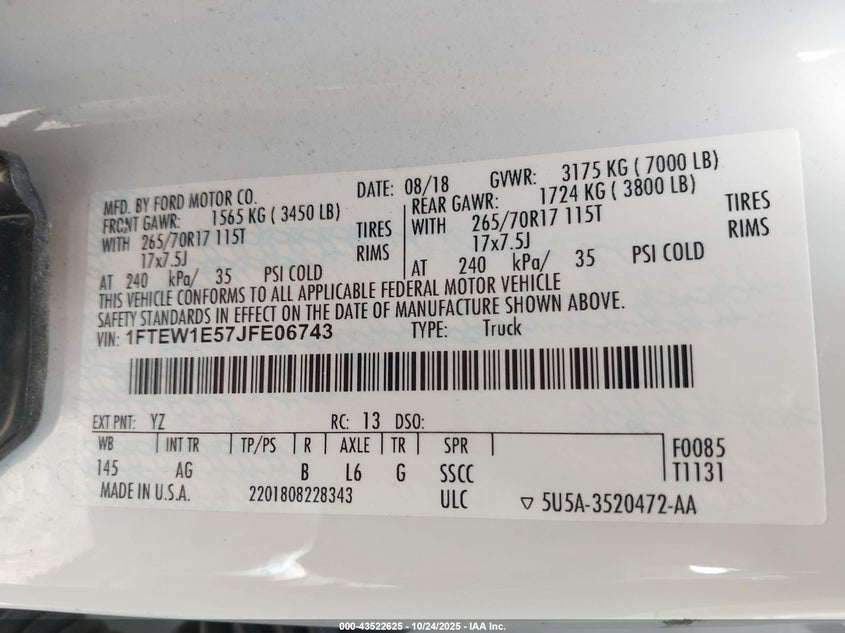 MFD. BY FORD MOTOR CO. DATE: 08/18 GVWR: 3175 KG ( 7000 LB)
FRONT GAWR: 1565 KG ( 3450 LB) REAR GAWR: 1724 KG ( 3800 LB)
WITH 265/70R17 115T TIRES WITH 265/70R17 115T TIRES
17x7.5J RIMS 17x7.5J RIMS
AT 240 kPa/ 35 PSI COLD AT 240 kPa/ 35 PSI COLD
THIS VEHICLE CONFORMS TO ALL APPLICABLE FEDERAL MOTOR VEHICLE
SAFETY STANDARDS IN EFFECT ON THE DATE OF MANUFACTURE SHOWN ABOVE.
VIN: 1FTEW1E57JFE06743 TYPE: Truck
EXT PNT: YZ RC: 13 DSO:
WB INT TR TP/PS R AXLE TR SPR F0085
145 AG B L6 G SSCC T1131
MADE IN U.S.A. 2201808228343 ULC ▽ 5U5A-3520472-AA
000-43522625 - 10/24/2025 - IAA Inc.